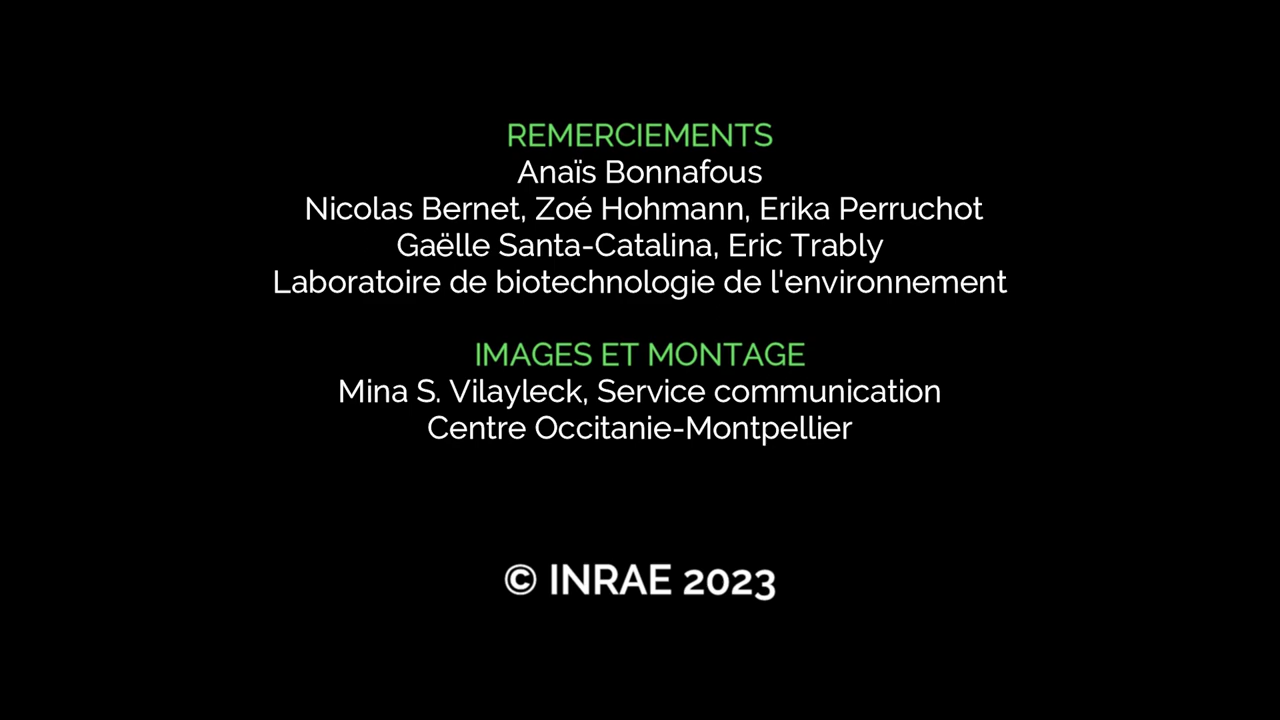 REMERCIEMENTS
Anaïs Bonnafous
Nicolas Bernet, Zoé Hohmann, Erika Perruchot
Gaëlle Santa-Catalina, Eric Trably
Laboratoire de biotechnologie de l'environnement
IMAGES ET MONTAGE
Mina S. Vilayleck, Service communication
Centre Occitanie-Montpellier
© INRAE 2023